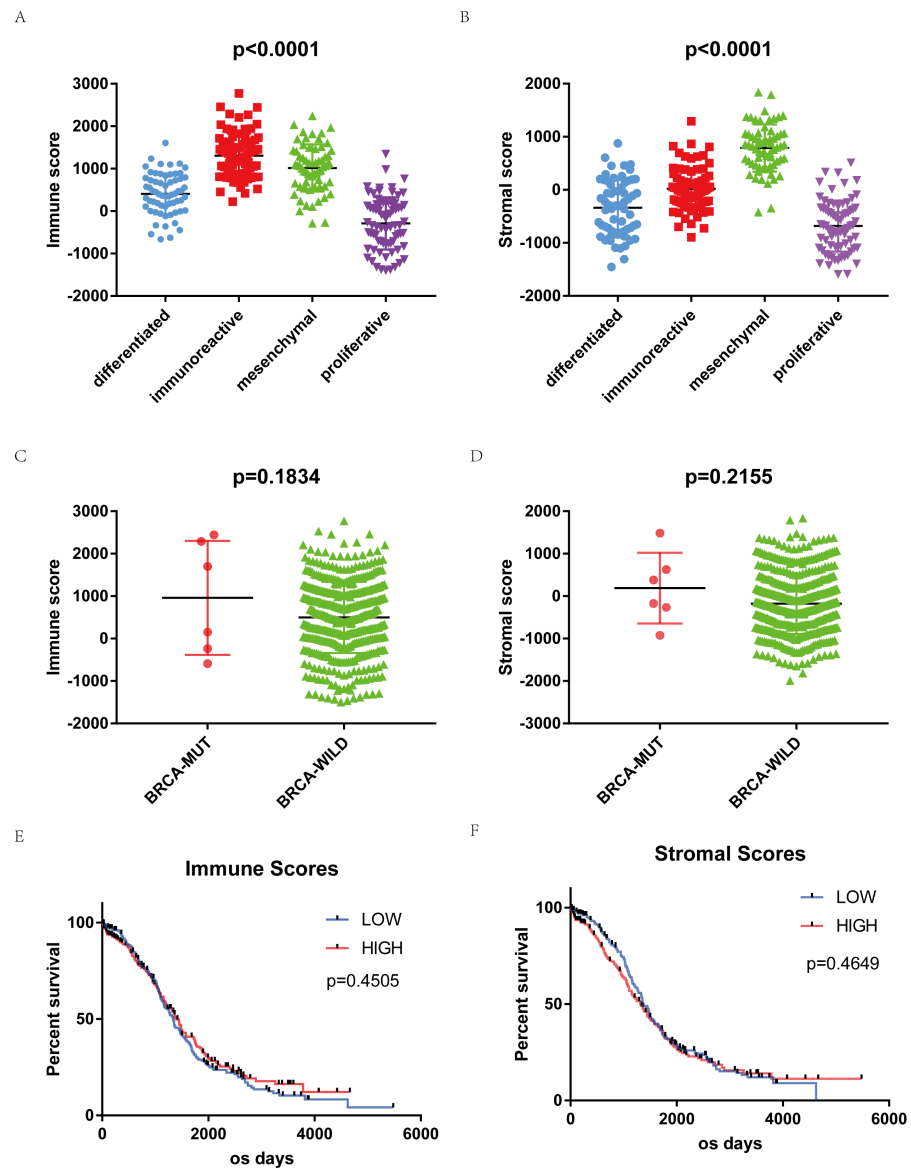 A
p<0.0001
Immune score
3000
2000
1000
0
-1000
-2000
differentiated
immunoreactive
mesenchymal
proliferative
B
p<0.0001
Stromal score
2000
1000
0
-1000
-2000
differentiated
immunoreactive
mesenchymal
proliferative
C
p=0.1834
Immune score
3000
2000
1000
0
-1000
-2000
BRCA-MUT
BRCA-WILD
D
p=0.2155
Stromal score
2000
1000
0
-1000
-2000
-3000
BRCA-MUT
BRCA-WILD
E
Immune Scores
LOW
HIGH
p=0.4505
Percent survival
100
50
0
0 2000 4000 6000
os days
F
Stromal Scores
LOW
HIGH
p=0.4649
Percent survival
100
50
0
0 2000 4000 6000
os days